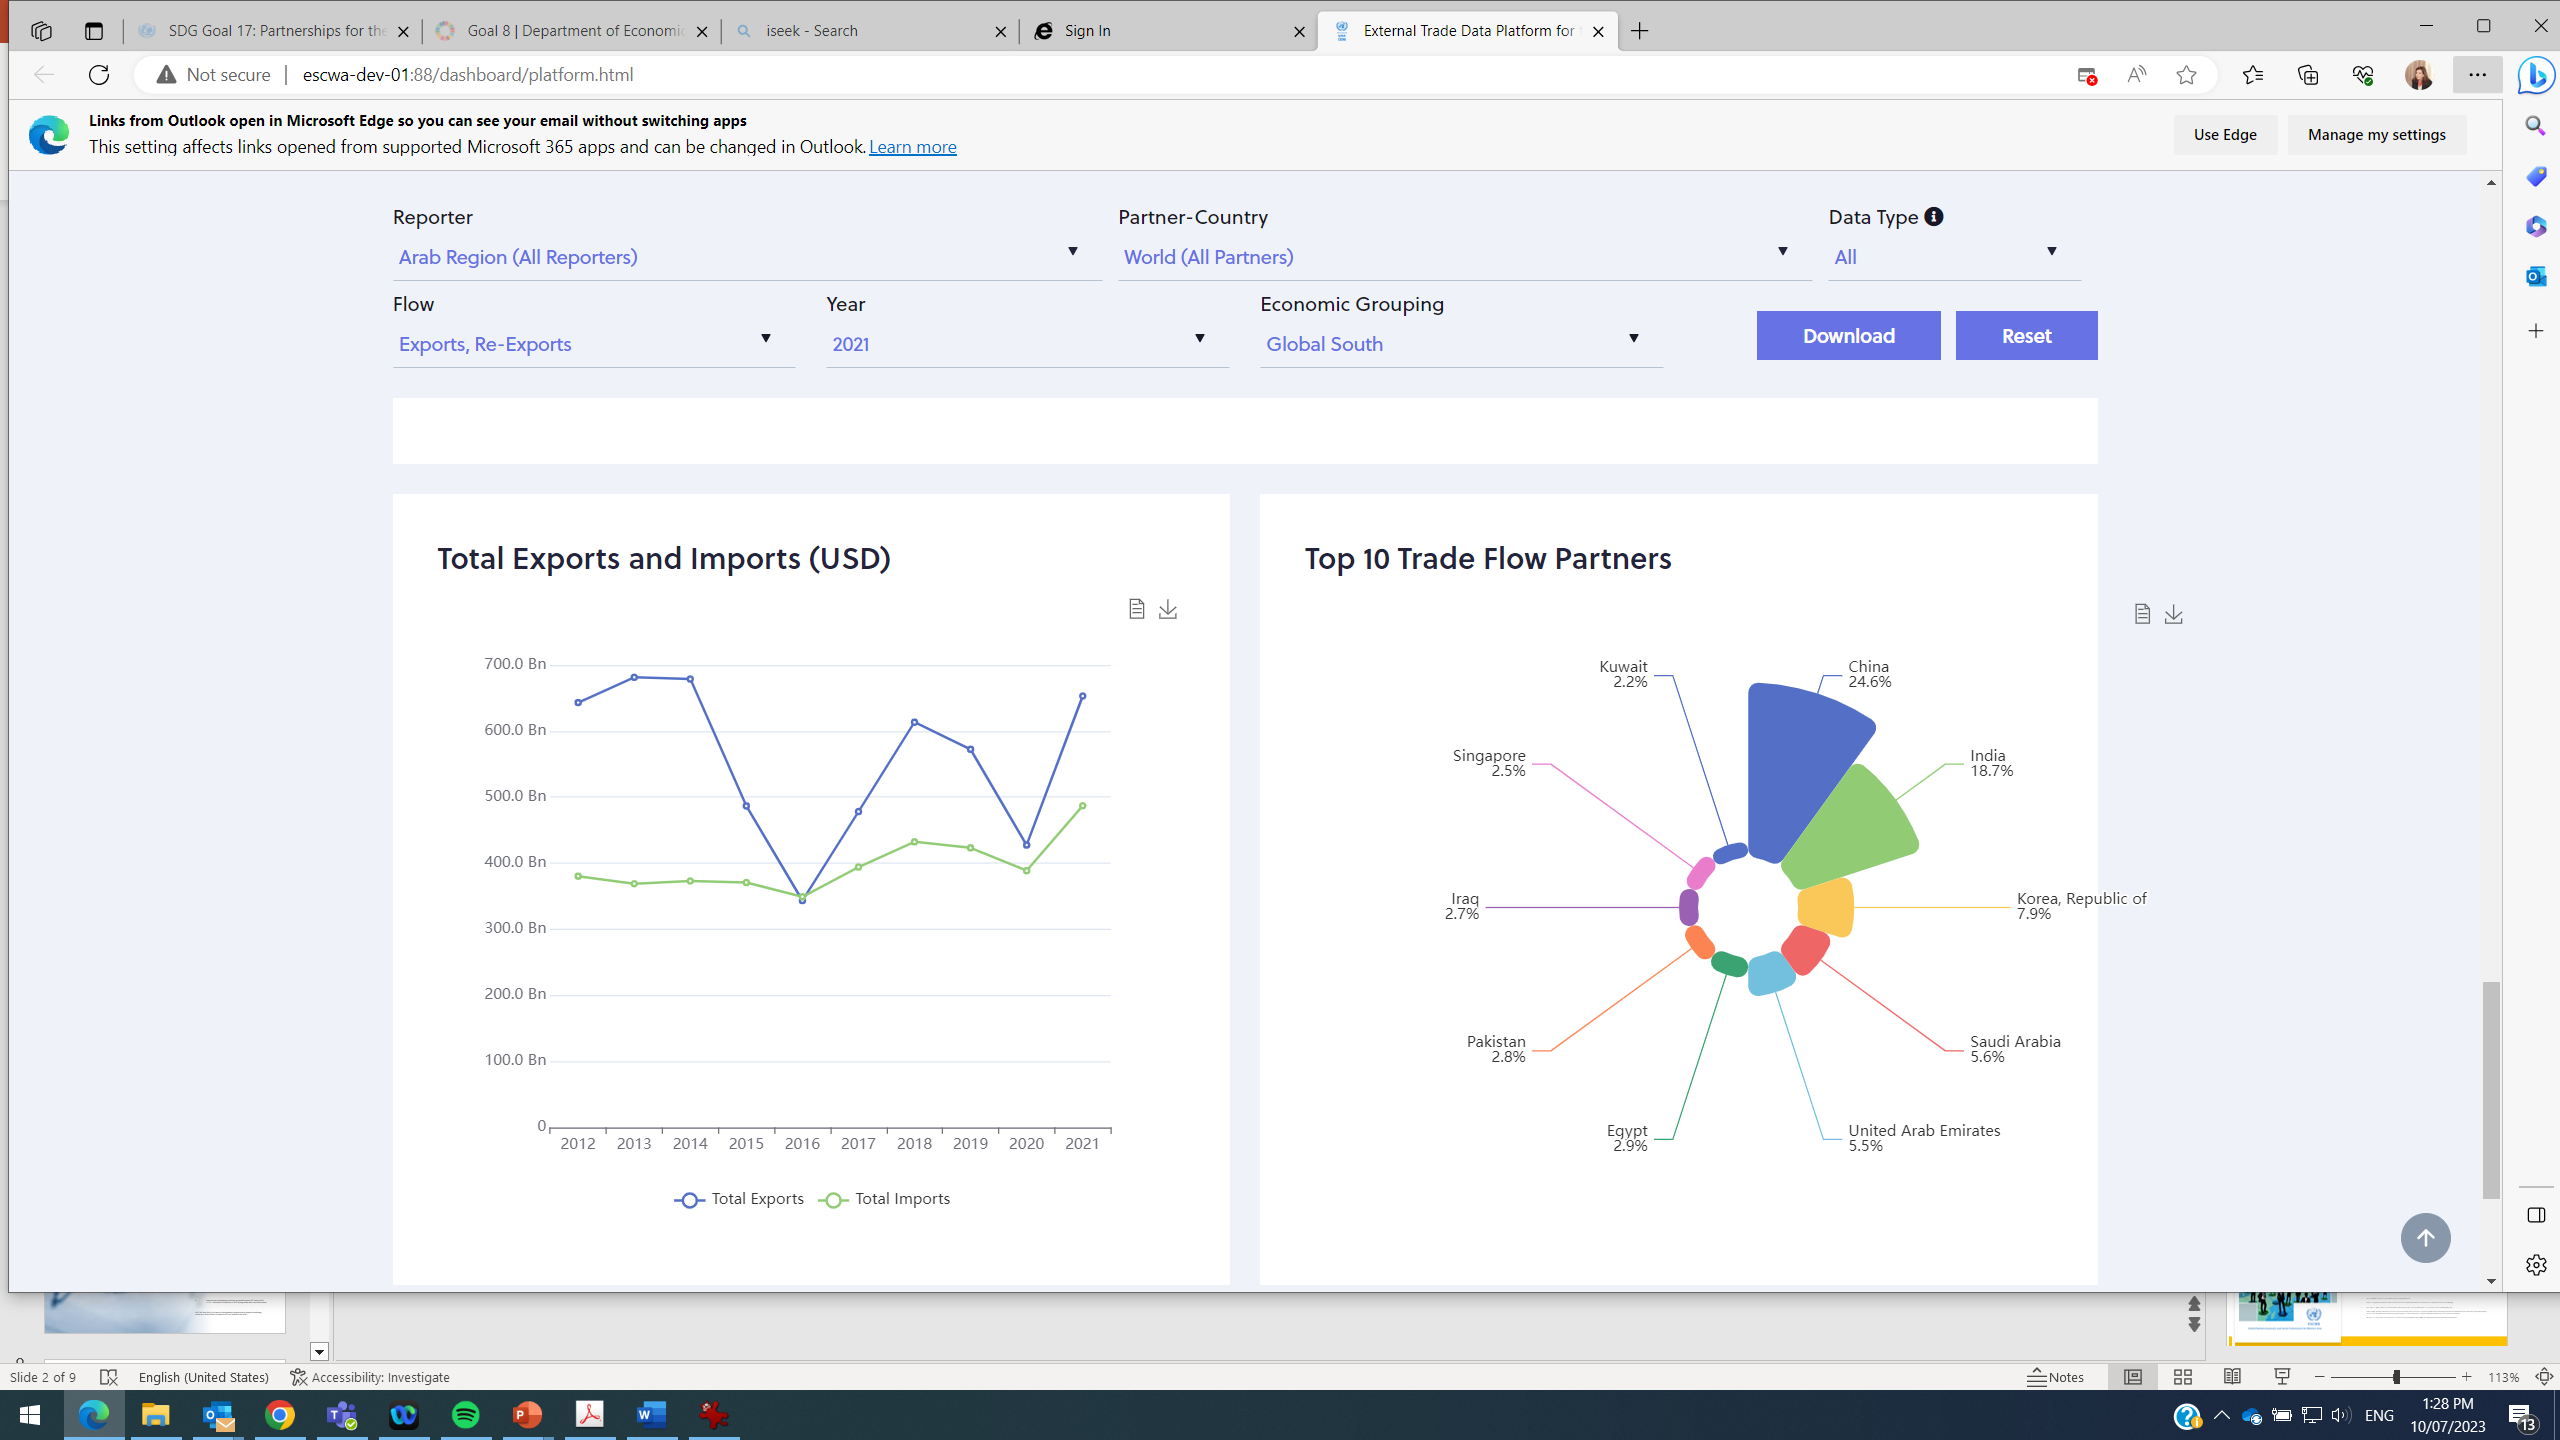 SDG Goal 17: Partnerships for the
Goal 8 | Department of Economic
iseek - Search
Sign In
External Trade Data Platform for
Not secure
escwa-dev-01:88/dashboard/platform.html
Links from Outlook open in Microsoft Edge so you can see your email without switching apps
This setting affects links opened from supported Microsoft 365 apps and can be changed in Outlook. Learn more
Use Edge
Manage my settings
Reporter
Partner-Country
Data Type
Arab Region (All Reporters)
World (All Partners)
All
Flow
Year
Economic Grouping
Exports, Re-Exports
2021
Global South
Download
Reset
Total Exports and Imports (USD)
700.0 Bn
600.0 Bn
500.0 Bn
400.0 Bn
300.0 Bn
200.0 Bn
100.0 Bn
0
2012 2013 2014 2015 2016 2017 2018 2019 2020 2021
Total Exports
Total Imports
Top 10 Trade Flow Partners
Kuwait
2.2%
China
24.6%
Singapore
2.5%
India
18.7%
Iraq
2.7%
Korea, Republic of
7.9%
Pakistan
2.8%
Saudi Arabia
5.6%
Egypt
2.9%
United Arab Emirates
5.5%
Slide 2 of 9
English (United States)
Accessibility: Investigate
Notes
113%
ENG
1:28 PM
10/07/2023
13